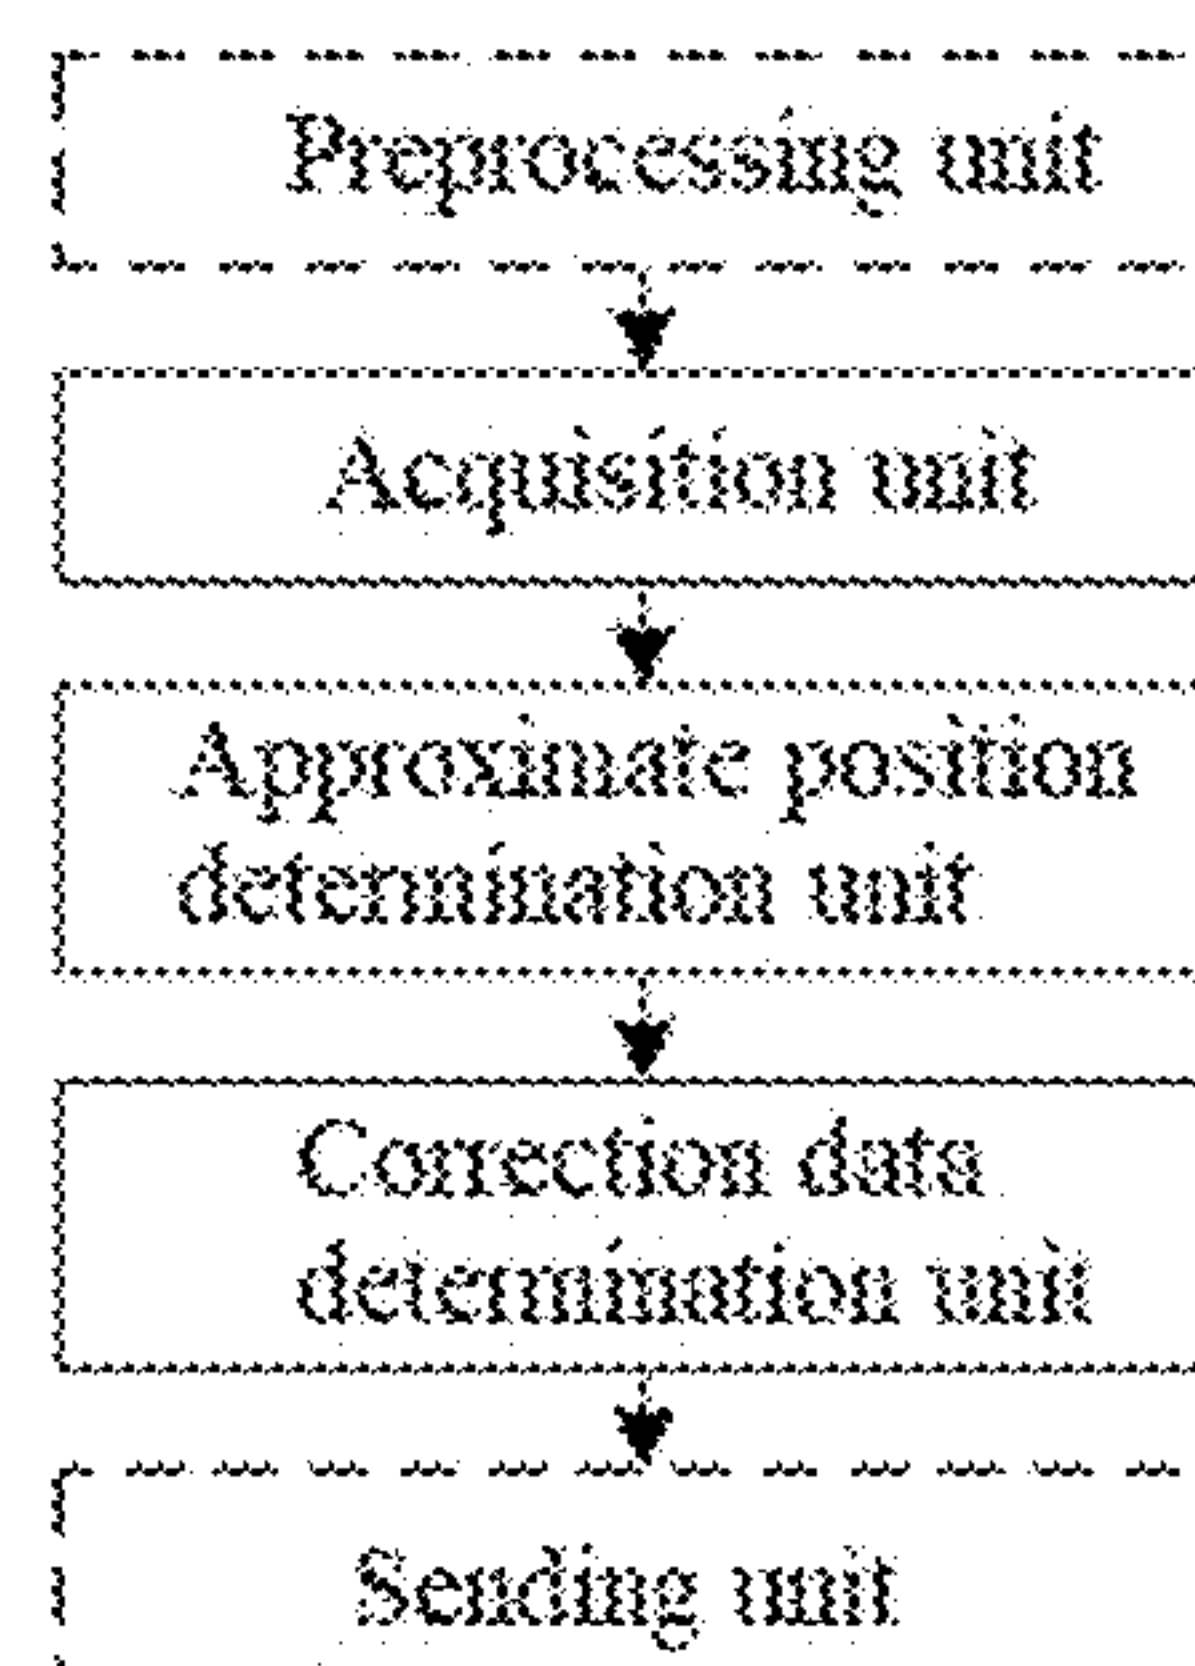 Preprocessing unit
Acquisition unit
Approximate position
determination unit
Correction data
determination unit
Sending unit